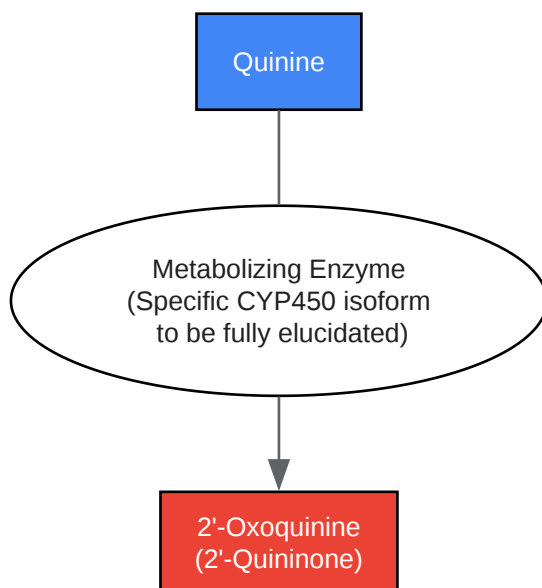 Quinine
Metabolizing Enzyme
(Specific CYP450 isoform
to be fully elucidated)
2'-Oxoquinine
(2'-Quininone)